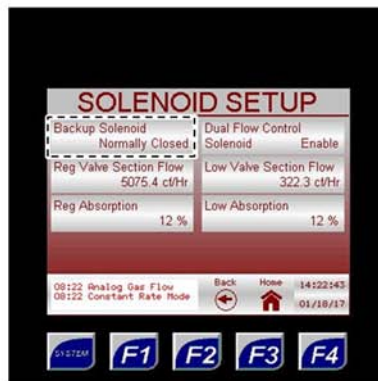 SOLENOID SETUP
Backup Solenoid
Normally Closed
Dual Flow Control
Solenoid Enable
Reg Valve Section Flow
5075.4 cf/Hr
Low Valve Section Flow
322.3 cf/Hr
Reg Absorption
12 %
Low Absorption
12 %
08:22 Analog Gas Flow
08:22 Constant Rate Mode
Back
Home
14:22:43
01/18/17
SYSTEM
F1
F2
F3
F4